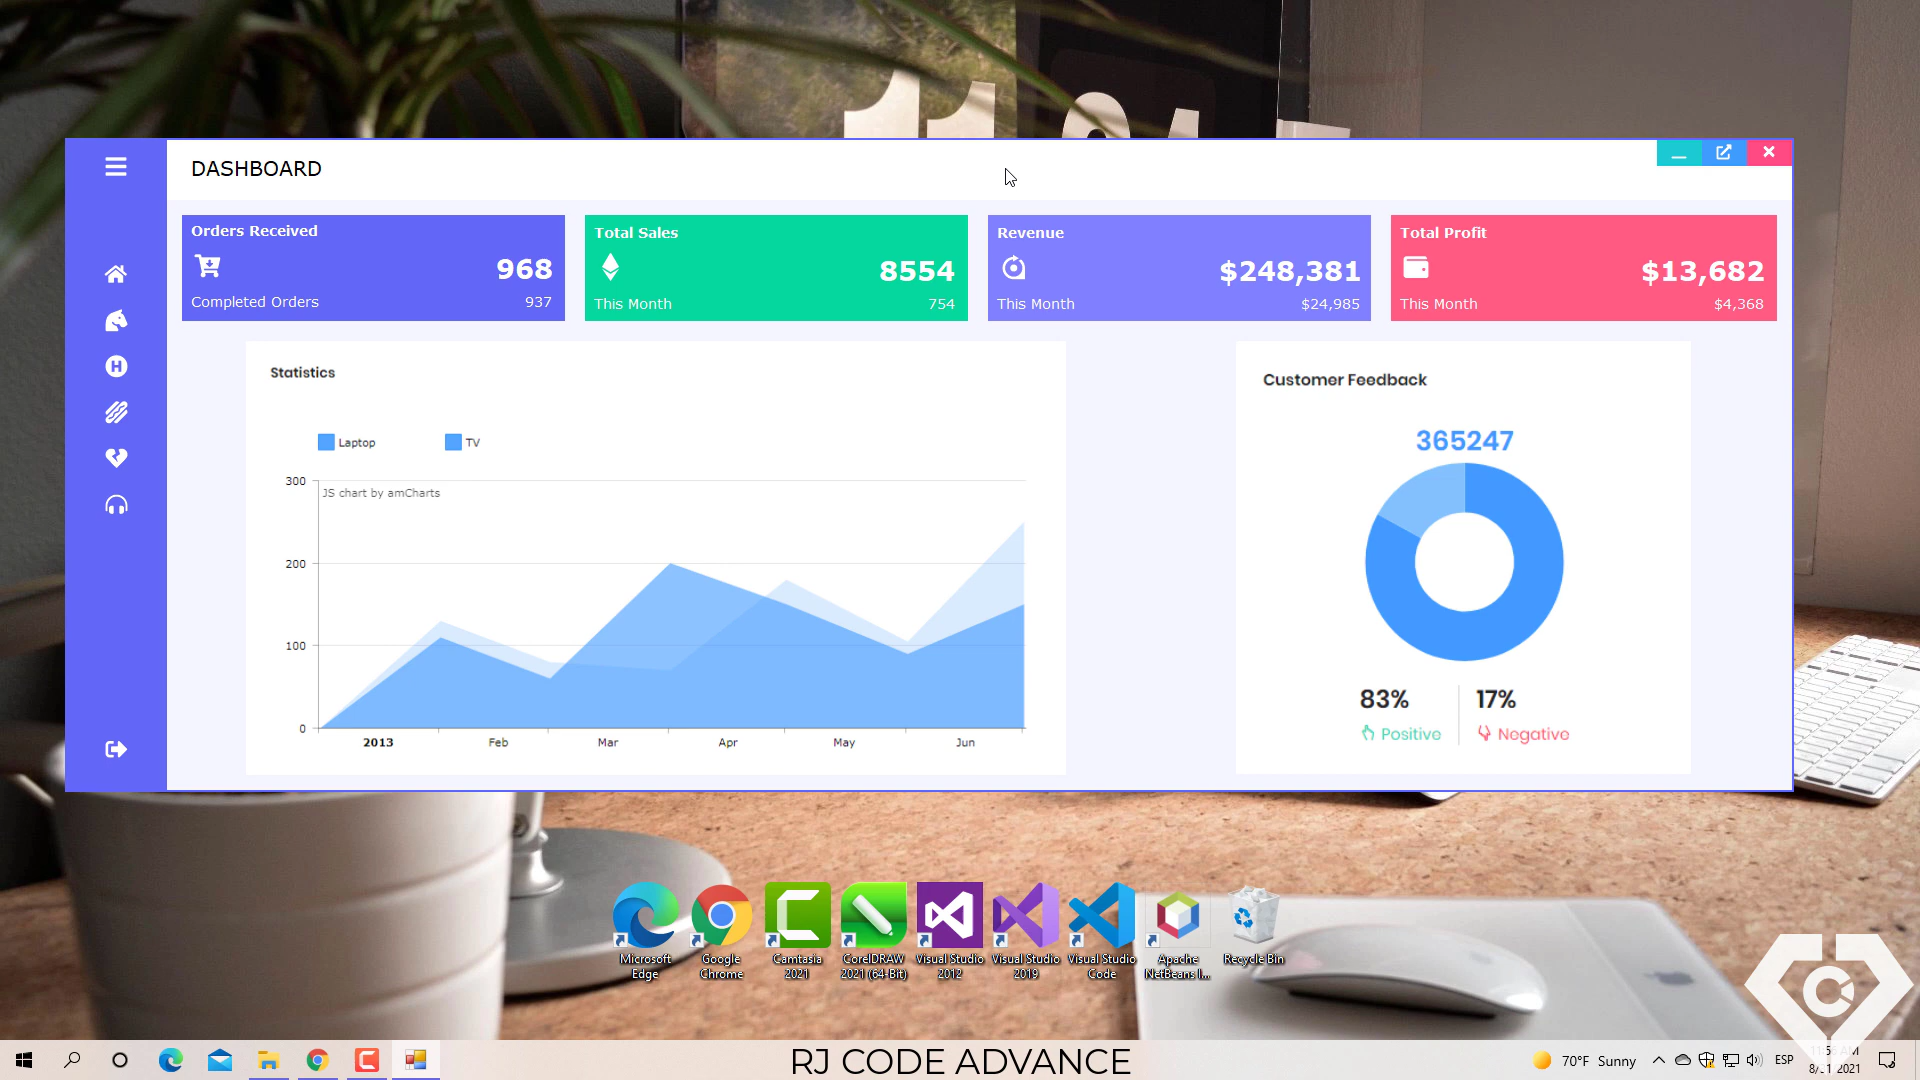 DASHBOARD
Orders Received
968
Completed Orders 937
Total Sales
8554
This Month 754
Revenue
$248,381
This Month $24,985
Total Profit
$13,682
This Month $4,368
Statistics
Laptop TV
JS chart by amCharts
300
200
100
0
2013 Feb Mar Apr May Jun
Customer Feedback
365247
83% 17%
Positive Negative
Microsoft Edge
Google Chrome
Camtasia 2021
CorelDRAW 2021 (64-Bit)
Visual Studio 2012
Visual Studio 2019
Visual Studio Code
Apache NetBeans I...
Recycle Bin
RJ CODE ADVANCE
70°F Sunny
ESP